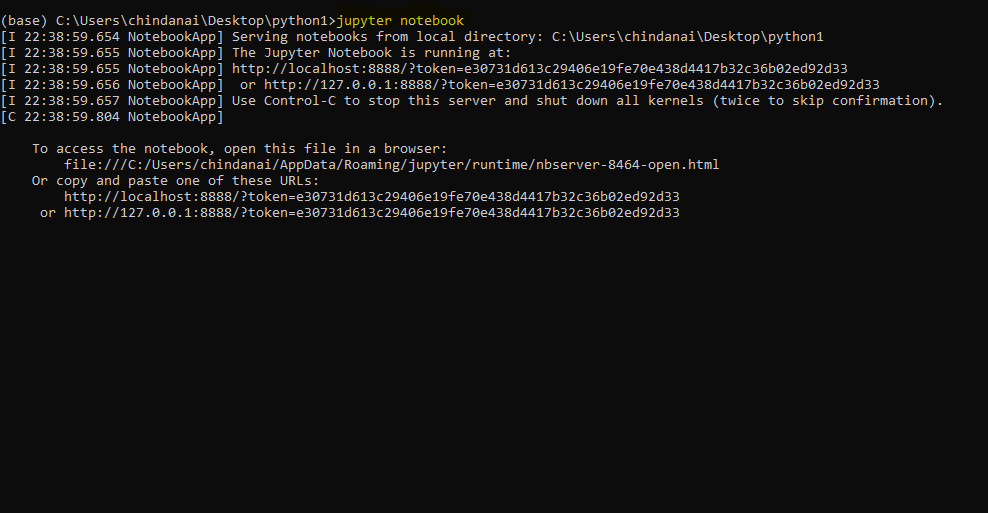 (base) C:\Users\chindanai\Desktop\python1>jupyter notebook
[I 22:38:59.654 NotebookApp] Serving notebooks from local directory: C:\Users\chindanai\Desktop\python1
[I 22:38:59.655 NotebookApp] The Jupyter Notebook is running at:
[I 22:38:59.655 NotebookApp] http://localhost:8888/?token=e30731d613c29406e19fe70e438d4417b32c36b02ed92d33
[I 22:38:59.656 NotebookApp]  or http://127.0.0.1:8888/?token=e30731d613c29406e19fe70e438d4417b32c36b02ed92d33
[I 22:38:59.657 NotebookApp] Use Control-C to stop this server and shut down all kernels (twice to skip confirmation).
[C 22:38:59.804 NotebookApp]
    To access the notebook, open this file in a browser:
        file:///C:/Users/chindanai/AppData/Roaming/jupyter/runtime/nbserver-8464-open.html
    Or copy and paste one of these URLs:
        http://localhost:8888/?token=e30731d613c29406e19fe70e438d4417b32c36b02ed92d33
     or http://127.0.0.1:8888/?token=e30731d613c29406e19fe70e438d4417b32c36b02ed92d33